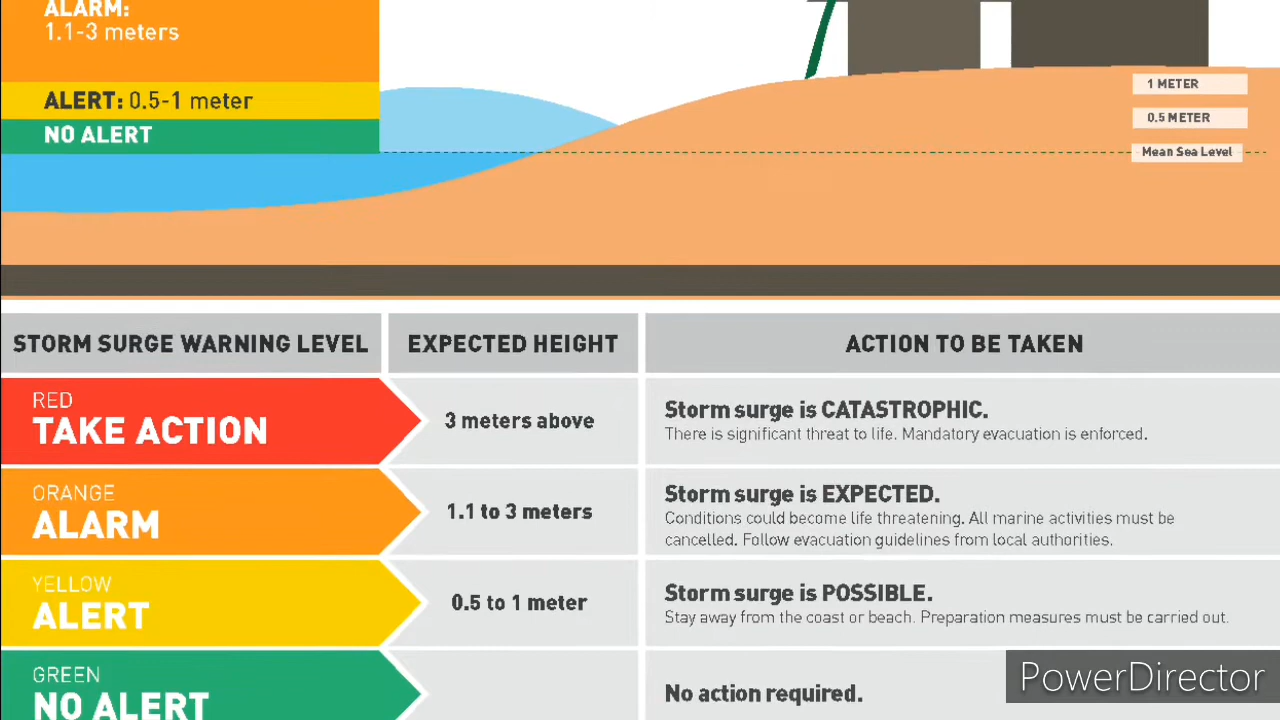 ALARM:
1.1-3 meters
ALERT: 0.5-1 meter
NO ALERT
1 METER
0.5 METER
Mean Sea Level
STORM SURGE WARNING LEVEL
EXPECTED HEIGHT
ACTION TO BE TAKEN
RED
TAKE ACTION
3 meters above
Storm surge is CATASTROPHIC.
There is significant threat to life. Mandatory evacuation is enforced.
ORANGE
ALARM
1.1 to 3 meters
Storm surge is EXPECTED.
Conditions could become life threatening. All marine activities must be
cancelled. Follow evacuation guidelines from local authorities.
YELLOW
ALERT
0.5 to 1 meter
Storm surge is POSSIBLE.
Stay away from the coast or beach. Preparation measures must be carried out.
GREEN
NO ALERT
No action required.
PowerDirector